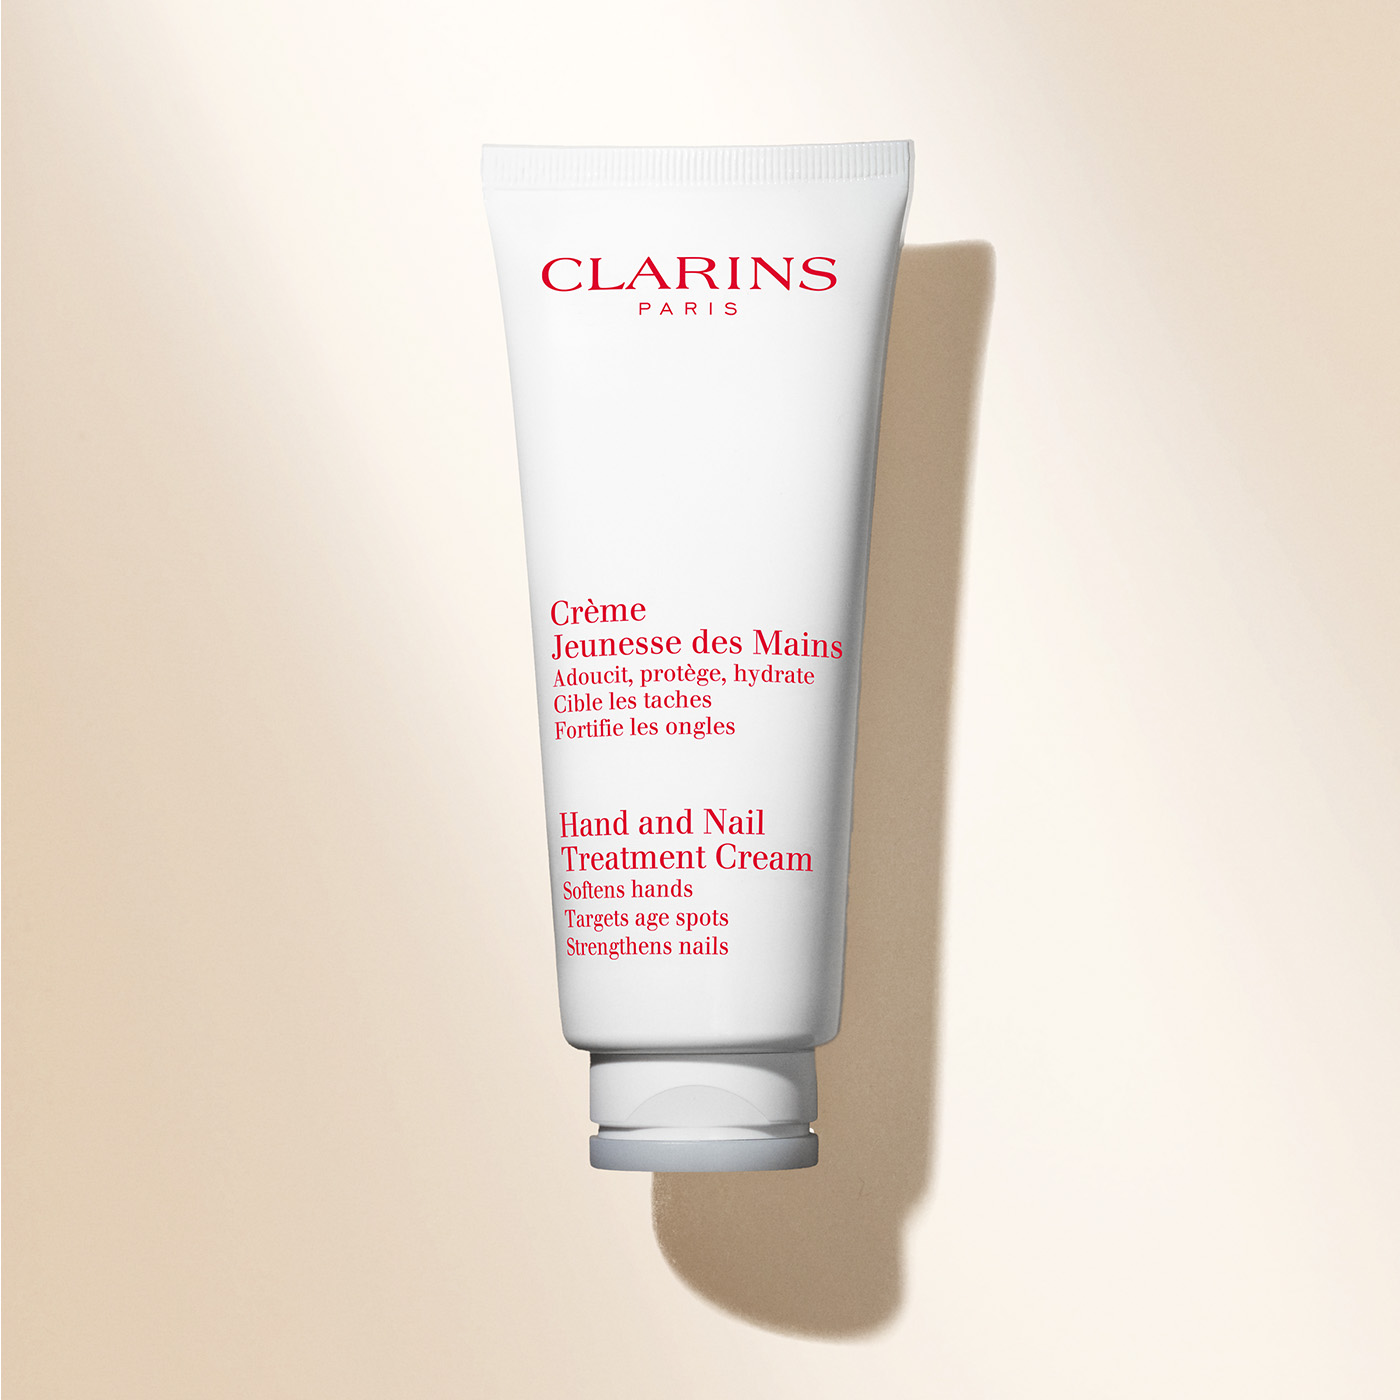 CLARINS
PARIS
Crème
Jeunesse des Mains
Adoucit, protège, hydrate
Cible les taches
Fortifie les ongles
Hand and Nail
Treatment Cream
Softens hands
Targets age spots
Strengthens nails